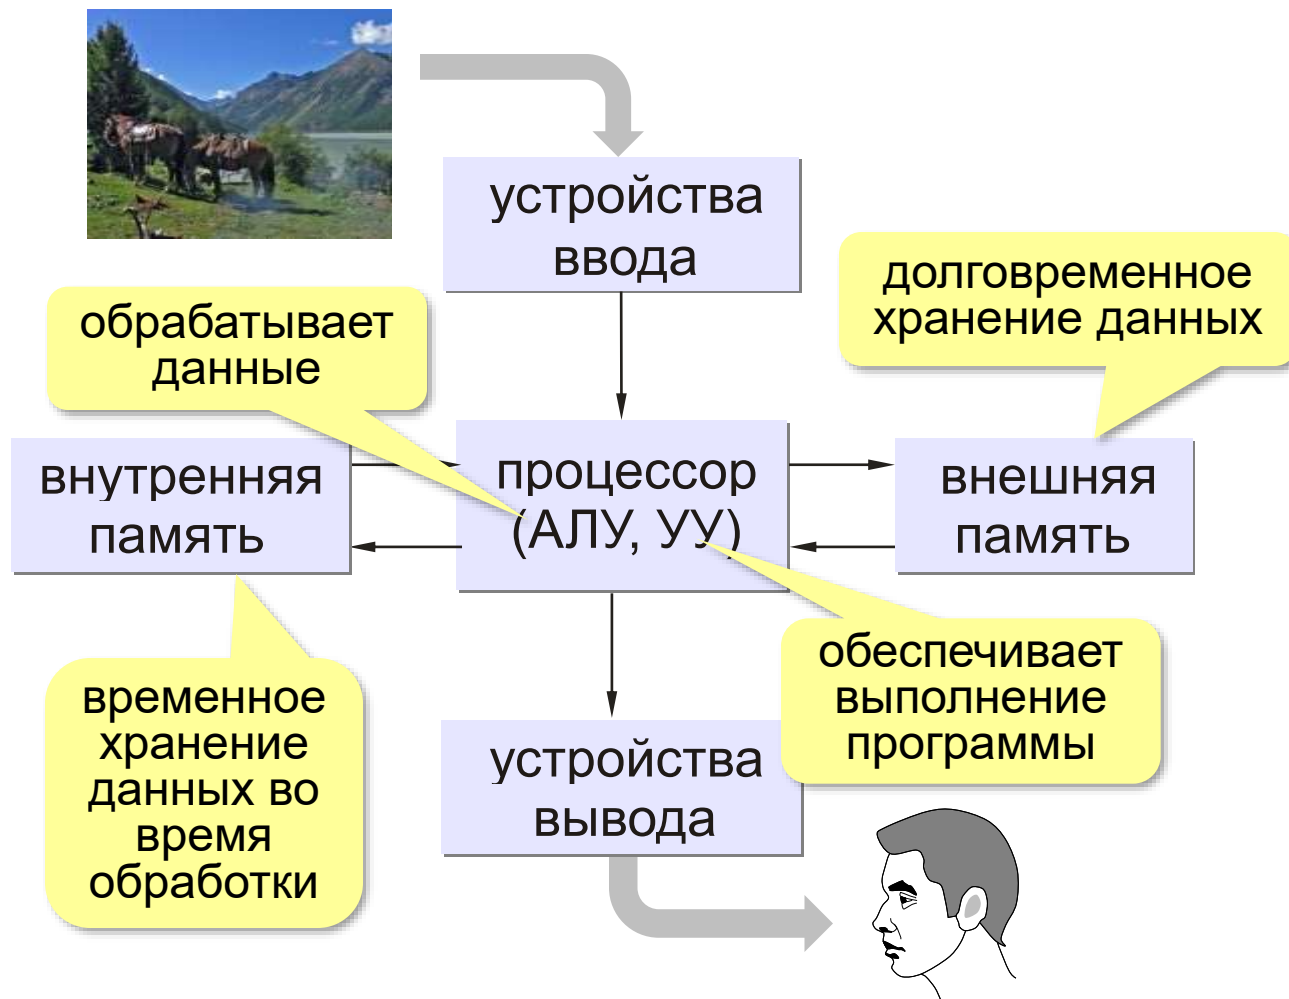 устройства
ввода
долговременное
хранение данных
обрабатывает
данные
внутренняя
память
процессор
(АЛУ, УУ)
внешняя
память
временное
хранение
данных во
время
обработки
обеспечивает
выполнение
программы
устройства
вывода